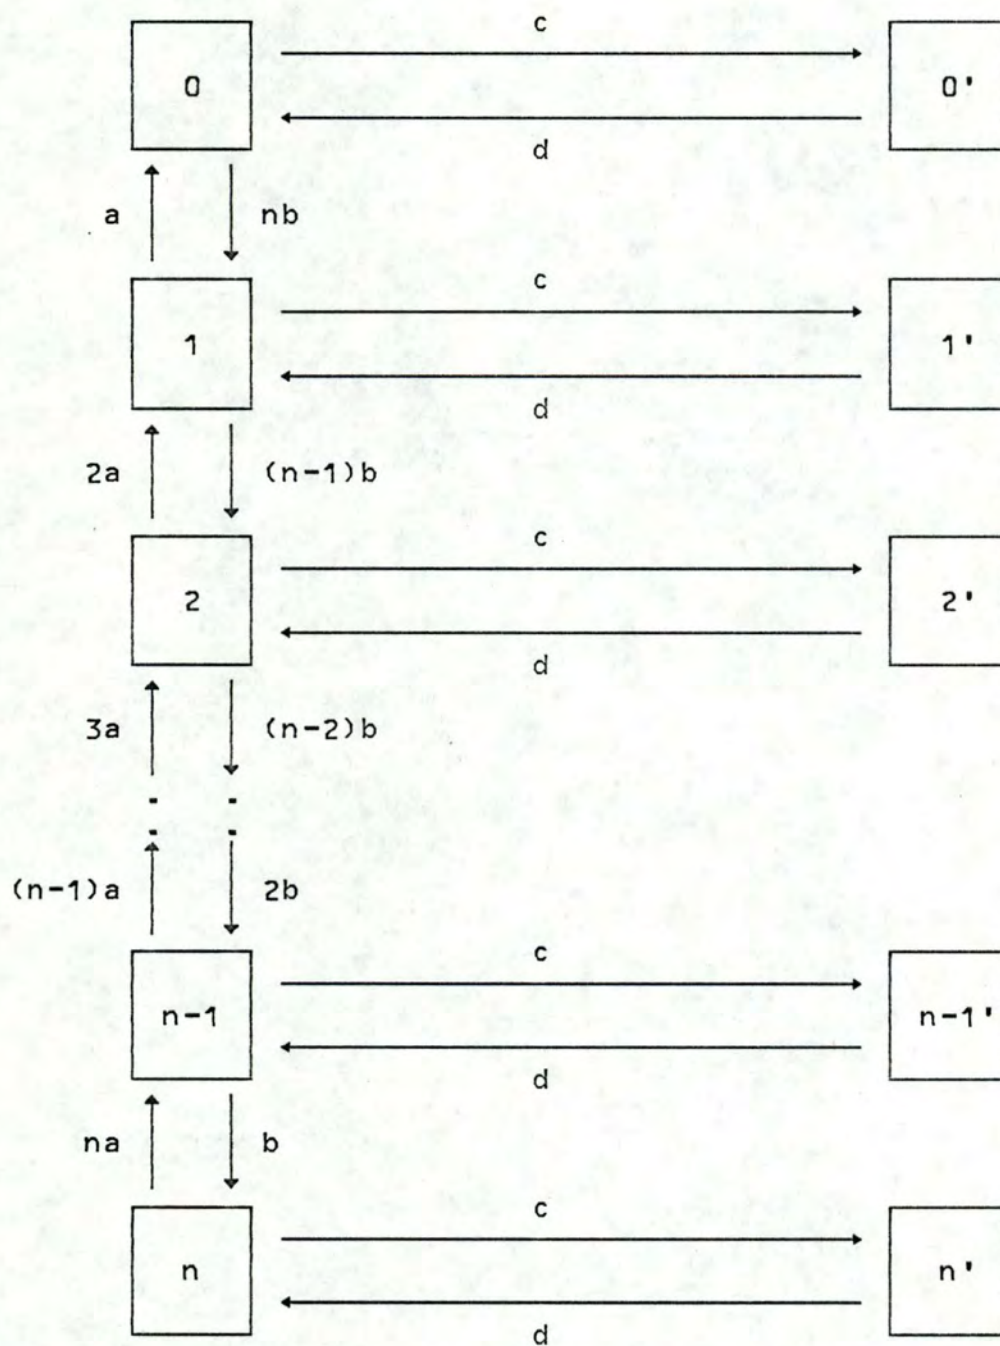 c
0 0'
d
a nb
c
1 1'
d
2a (n-1)b
c
2 2'
d
3a (n-2)b
(n-1)a 2b
c
n-1 n-1'
d
na b
c
n n'
d